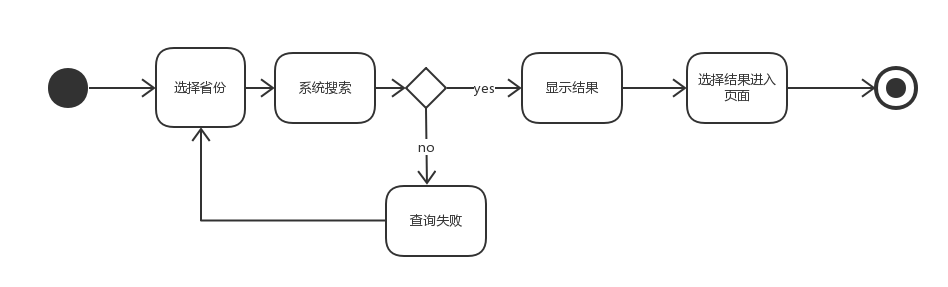 选择省份
系统搜索
yes
显示结果
选择结果进入
页面
no
查询失败